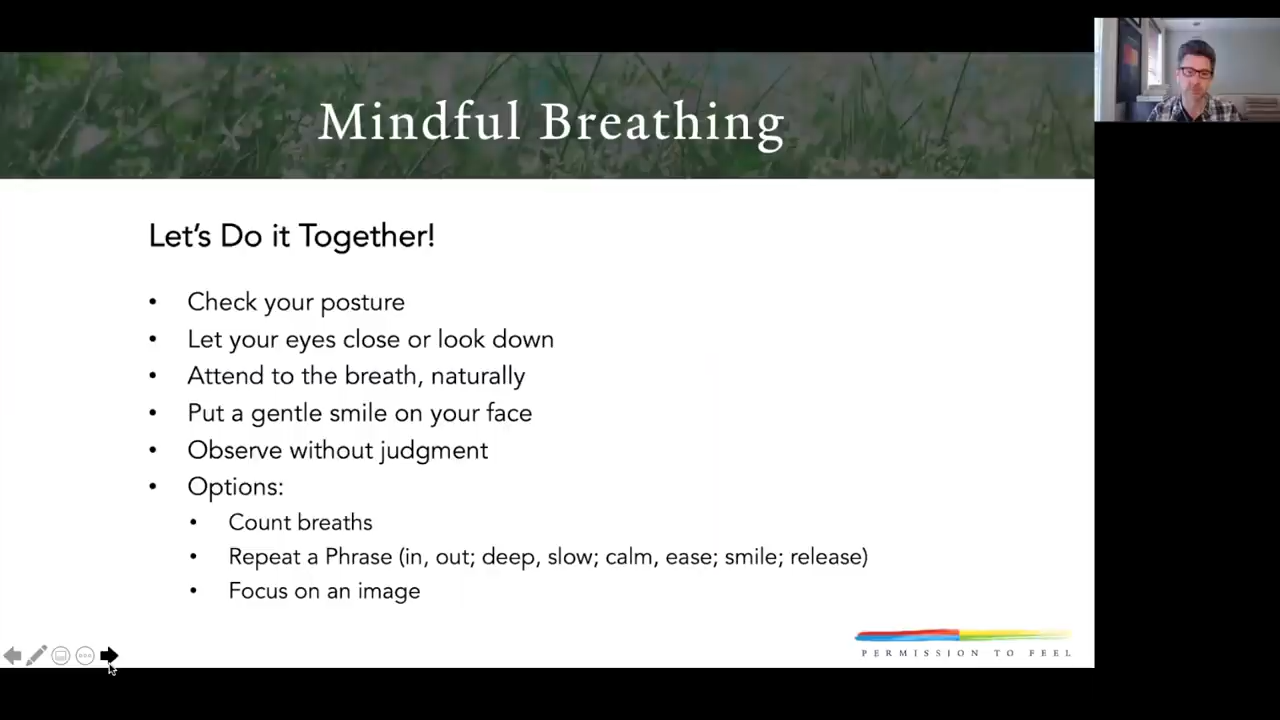 Mindful Breathing
Let's Do it Together!
• Check your posture
• Let your eyes close or look down
• Attend to the breath, naturally
• Put a gentle smile on your face
• Observe without judgment
• Options:
• Count breaths
• Repeat a Phrase (in, out; deep, slow; calm, ease; smile; release)
• Focus on an image
PERMISSION TO FEEL